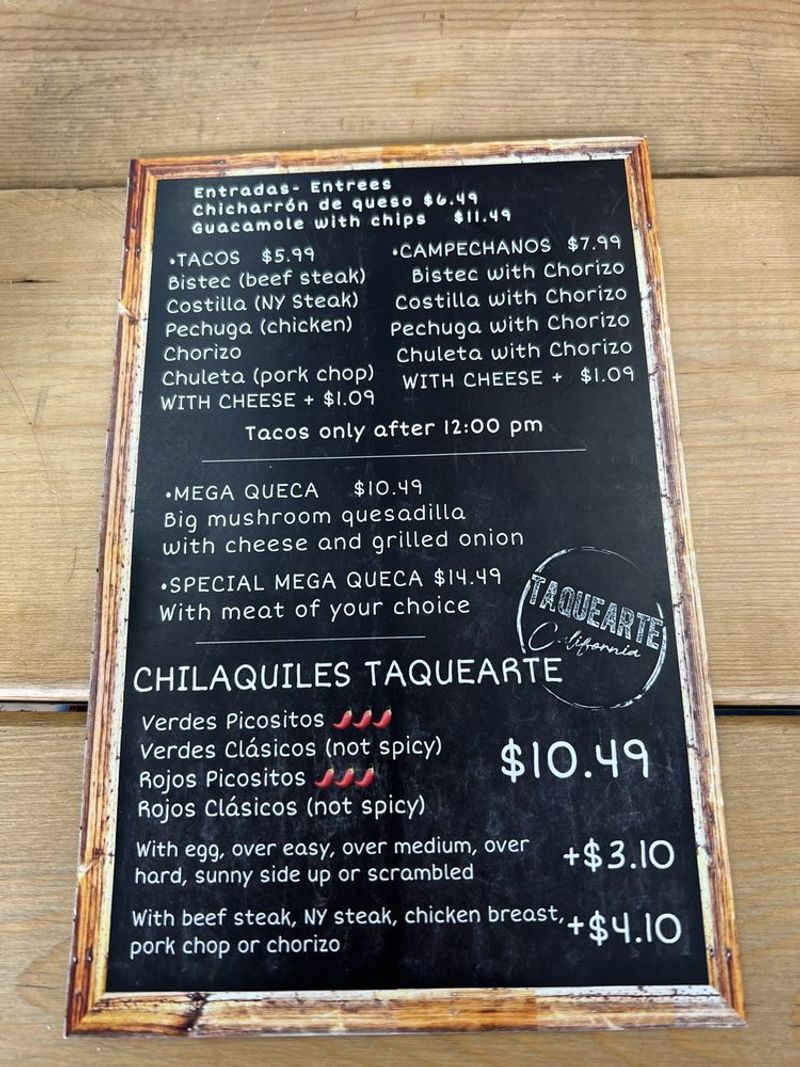 Entradas- Entrees
Chicharrón de queso $6.49
Guacamole with chips $11.49
•TACOS $5.99
Bistec (beef steak)
Costilla (NY Steak)
Pechuga (chicken)
Chorizo
Chuleta (pork chop)
WITH CHEESE + $1.09
•CAMPECHANOS $7.99
Bistec with Chorizo
Costilla with Chorizo
Pechuga with Chorizo
Chuleta with Chorizo
WITH CHEESE + $1.09
Tacos only after 12:00 pm
•MEGA QUECA $10.49
Big mushroom quesadilla
with cheese and grilled onion
•SPECIAL MEGA QUECA $14.49
With meat of your choice
TAQUEARTE
California
CHILAQUILES TAQUEARTE
Verdes Picositos 🌶🌶🌶
Verdes Clásicos (not spicy)
Rojos Picositos 🌶🌶🌶
Rojos Clásicos (not spicy)
$10.49
With egg, over easy, over medium, over
hard, sunny side up or scrambled
+$3.10
With beef steak, NY steak, chicken breast,
pork chop or chorizo
+$4.10